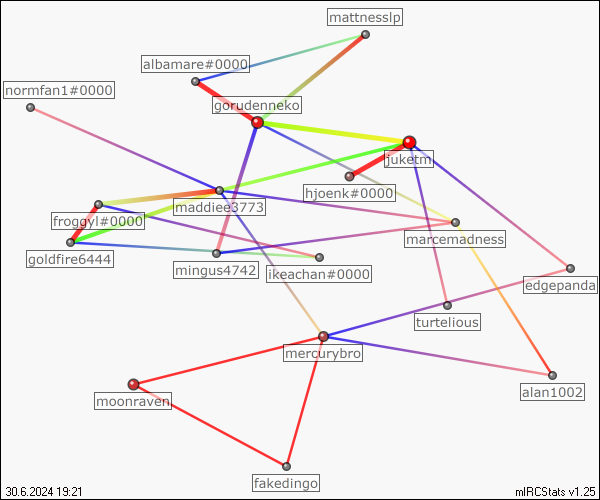 mattnesslp
albamare#0000
normfan1#0000
gorudenneko
juketm
hjoenk#0000
maddiee3773
froggyl#0000
marcemadness
goldfire6444
mingus4742
ikeachan#0000
edgepanda
turtelious
mercurybro
alan1002
moonraven
fakedingo
30.6.2024 19:21
mIRCStats v1.25